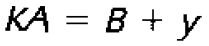 KA = B + y